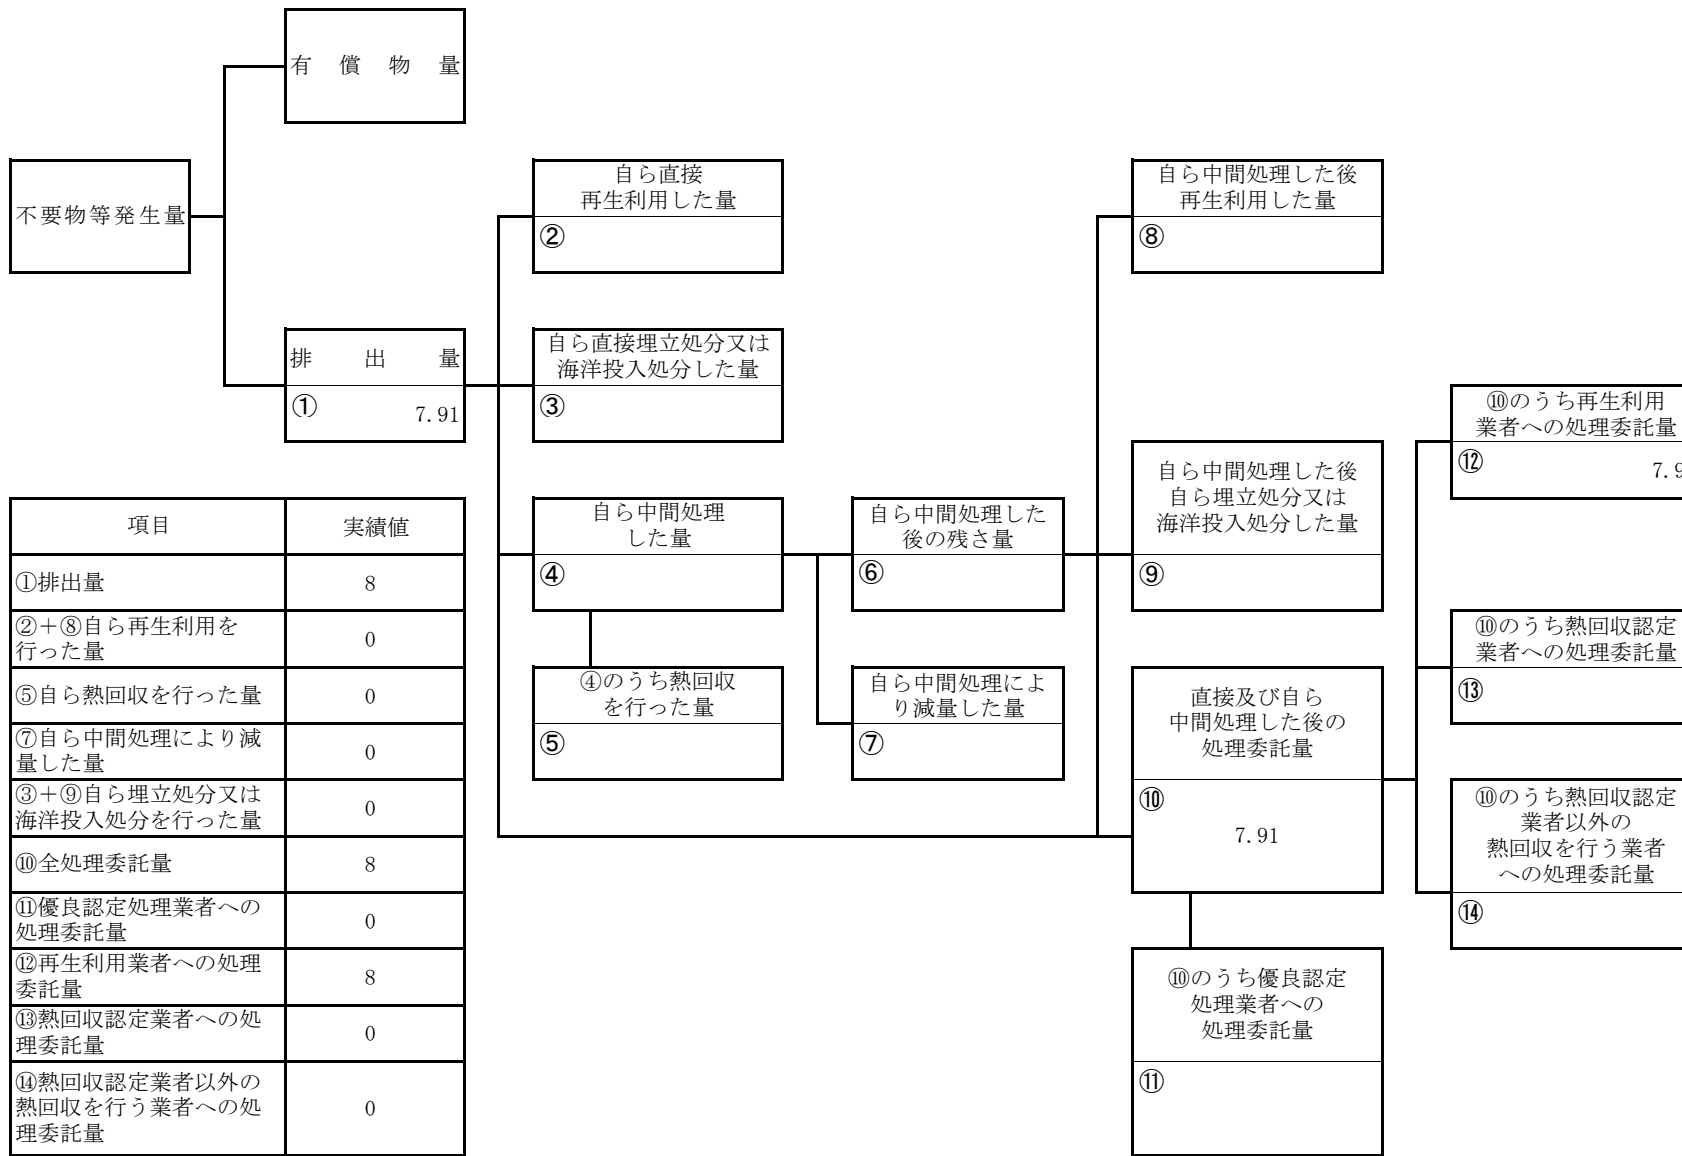 有償物量
不要物等発生量
排出量
① 7.91
自ら直接
再生利用した量
②
自ら直接埋立処分又は
海洋投入処分した量
③
自ら中間処理
した量
④
④のうち熱回収
を行った量
⑤
自ら中間処理した
後の残さ量
⑥
自ら中間処理によ
り減量した量
⑦
自ら中間処理した後
再生利用した量
⑧
自ら中間処理した後
自ら埋立処分又は
海洋投入処分した量
⑨
直接及び自ら
中間処理した後の
処理委託量
⑩
7.91
⑩のうち優良認定
処理業者への
処理委託量
⑪
⑩のうち再生利用
業者への処理委託量
⑫ 7.9
⑩のうち熱回収認定
業者への処理委託量
⑬
⑩のうち熱回収認定
業者以外の
熱回収を行う業者
への処理委託量
⑭
項目 実績値
①排出量 8
②＋⑧自ら再生利用を
行った量 0
⑤自ら熱回収を行った量 0
⑦自ら中間処理により減
量した量 0
③＋⑨自ら埋立処分又は
海洋投入処分を行った量 0
⑩全処理委託量 8
⑪優良認定処理業者への
処理委託量 0
⑫再生利用業者への処理
委託量 8
⑬熱回収認定業者への処
理委託量 0
⑭熱回収認定業者以外の
熱回収を行う業者への処
理委託量 0